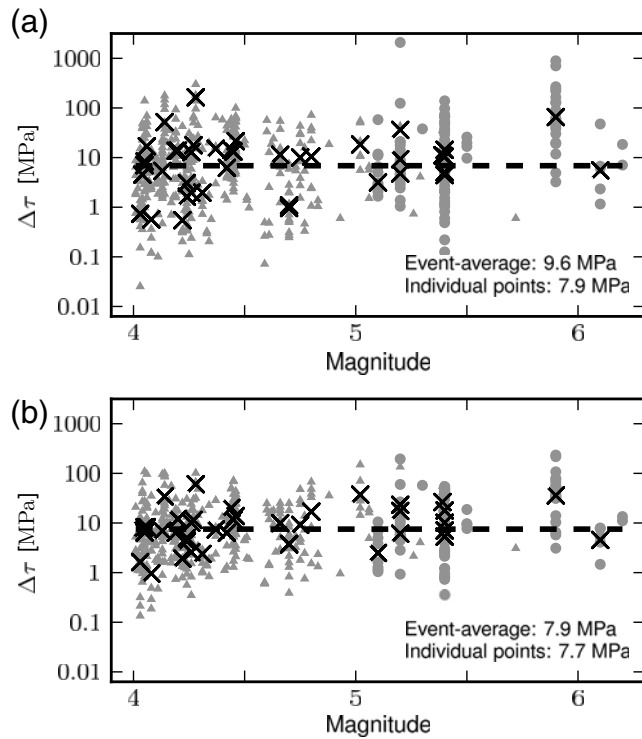 (a)
1000
100
10
1
0.1
0.01
Δτ [MPa]
Event-average: 9.6 MPa
Individual points: 7.9 MPa
4 5 6
Magnitude
(b)
1000
100
10
1
0.1
0.01
Δτ [MPa]
Event-average: 7.9 MPa
Individual points: 7.7 MPa
4 5 6
Magnitude